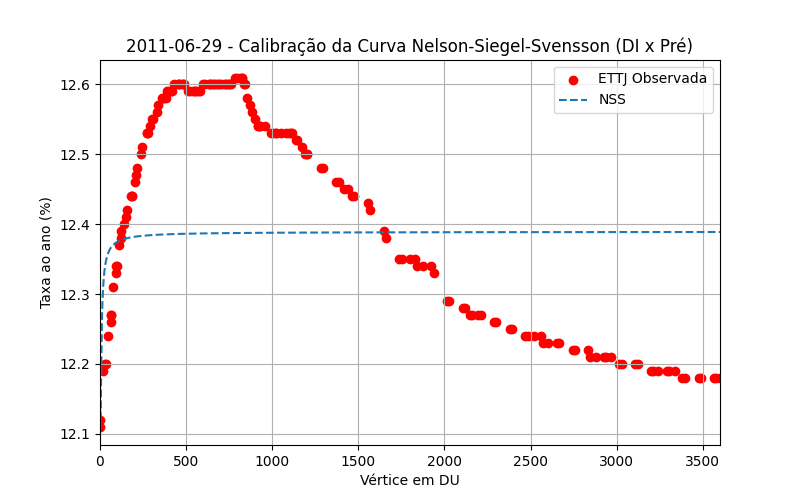 2011-06-29 - Calibração da Curva Nelson-Siegel-Svensson (DI x Pré)
ETTJ Observada
NSS
Taxa ao ano (%)
12.6
12.5
12.4
12.3
12.2
12.1
0 500 1000 1500 2000 2500 3000 3500
Vértice em DU